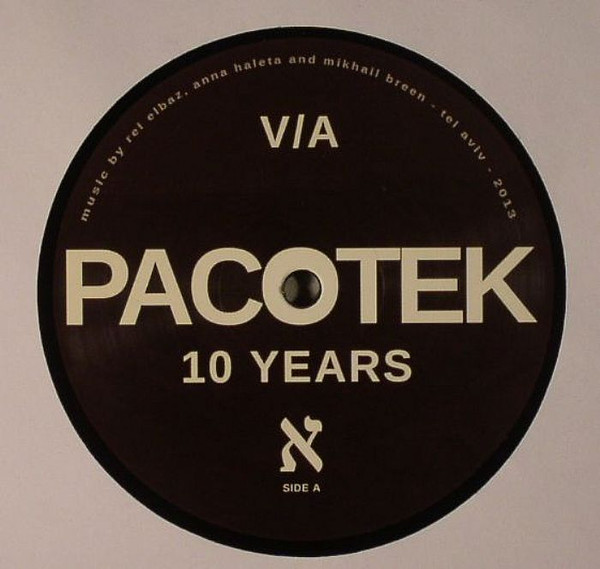 music by rei elbaz, anna haleta and mikhail breen - tel aviv - 2013
V/A
PACOTEK
10 YEARS
א
SIDE A